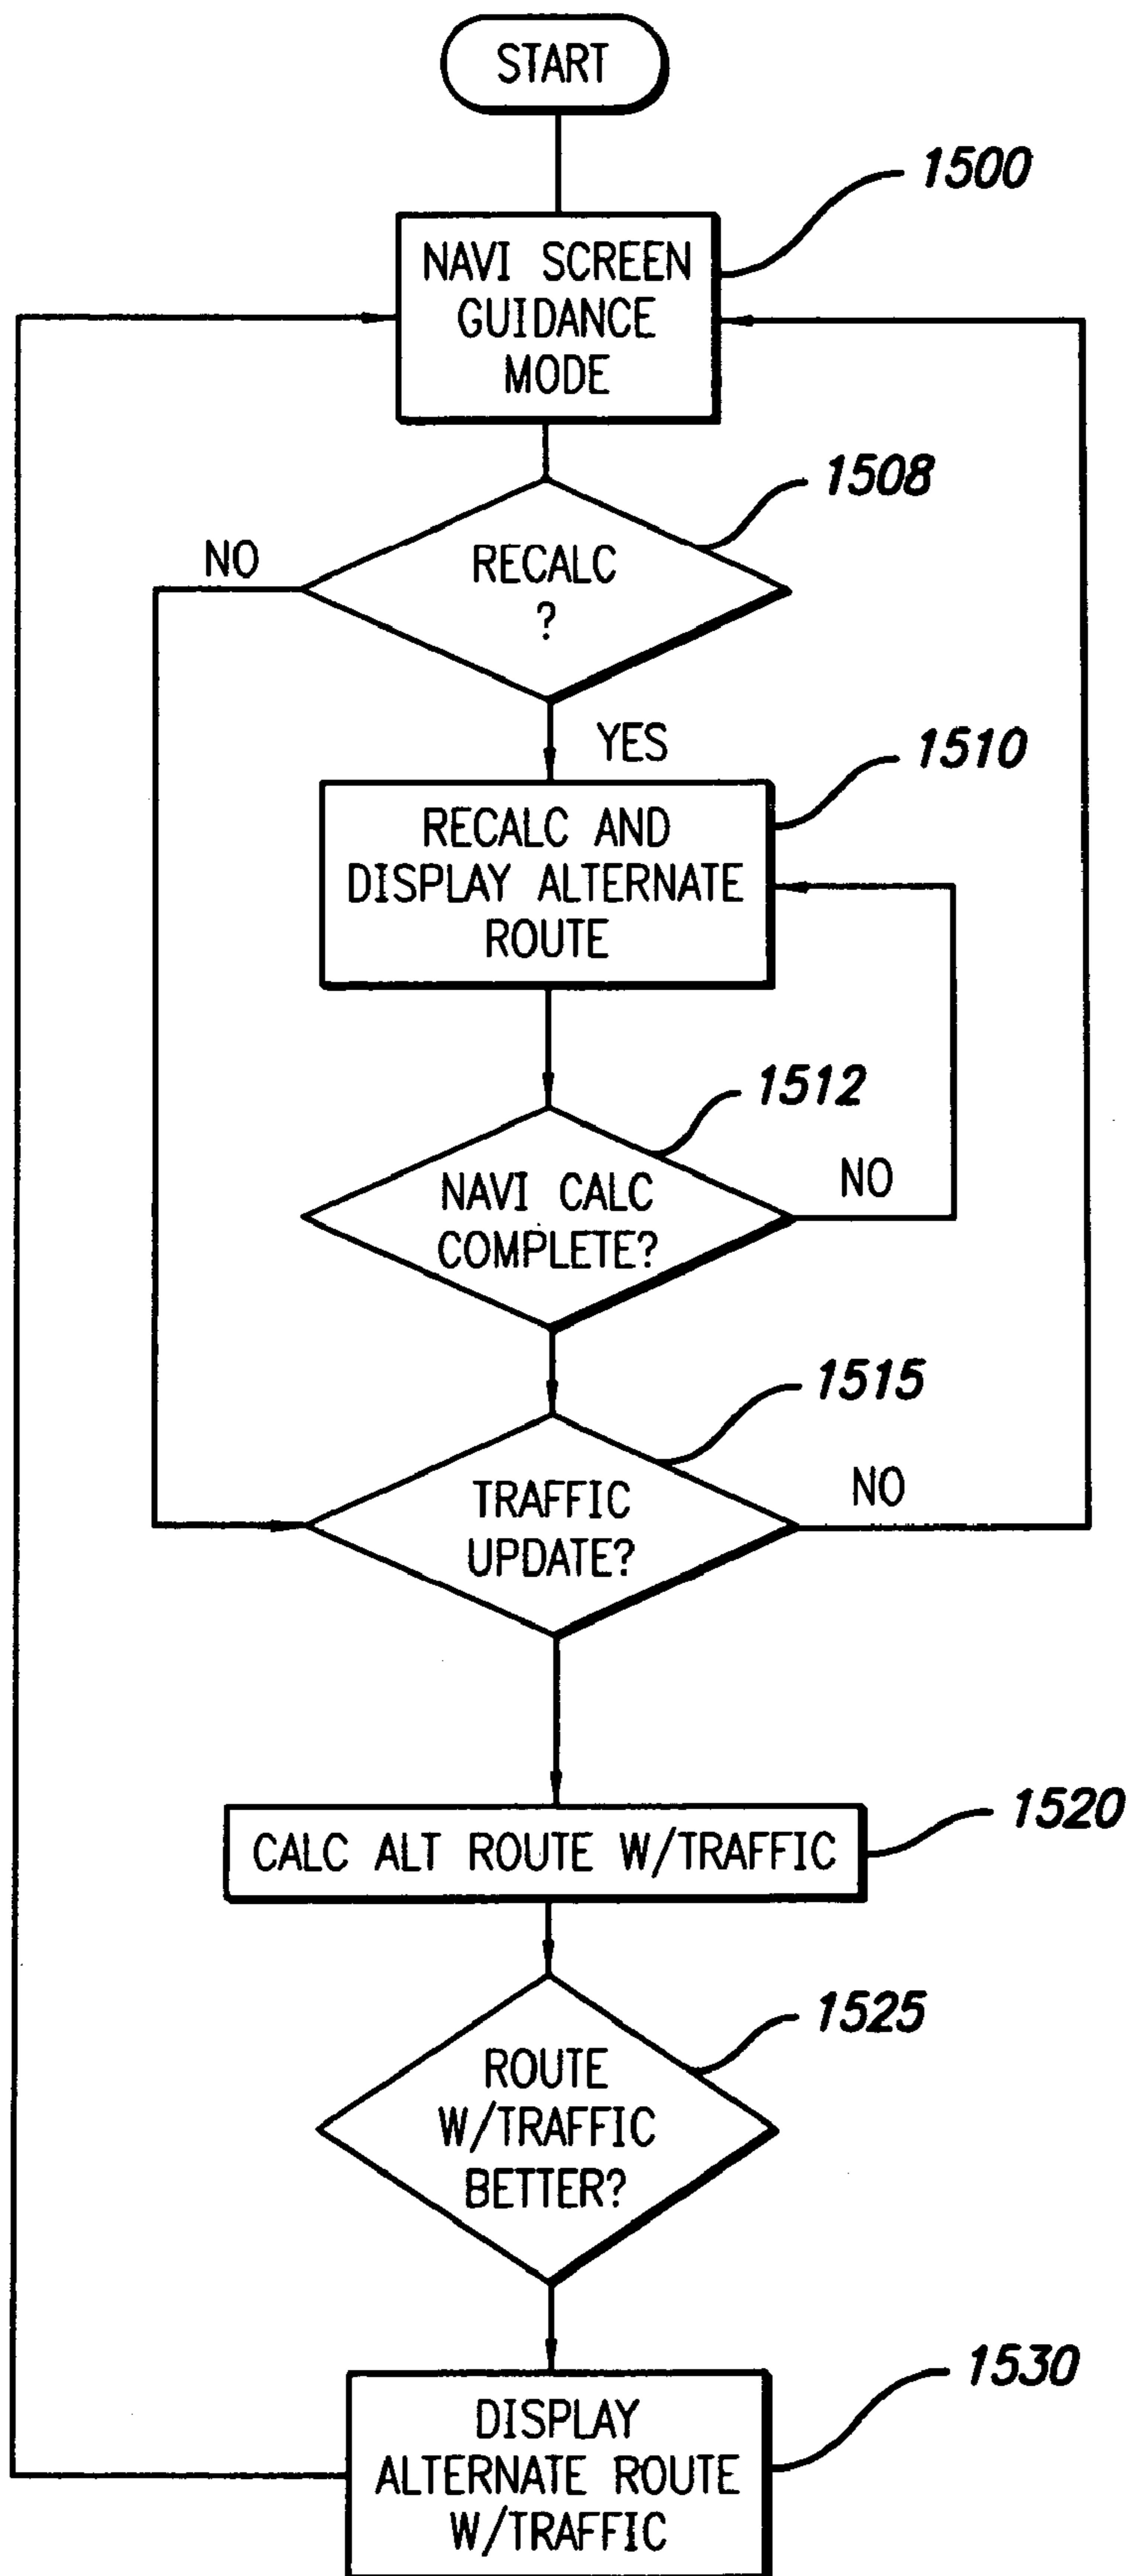 START
1500
NAVI SCREEN
GUIDANCE
MODE
1508
NO
RECALC
?
YES
1510
RECALC AND
DISPLAY ALTERNATE
ROUTE
1512
NAVI CALC
COMPLETE?
NO
1515
TRAFFIC
UPDATE?
NO
1520
CALC ALT ROUTE W/TRAFFIC
1525
ROUTE
W/TRAFFIC
BETTER?
1530
DISPLAY
ALTERNATE ROUTE
W/TRAFFIC